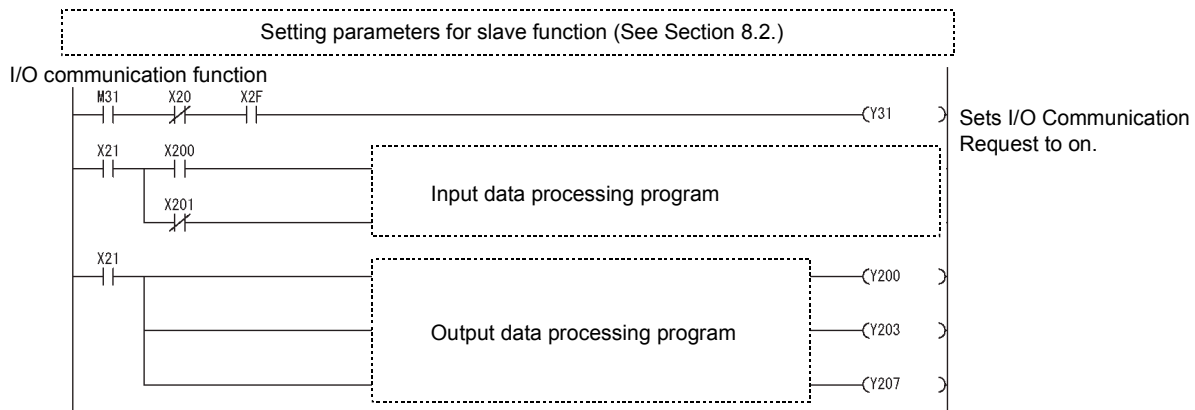 Setting parameters for slave function (See Section 8.2.)
I/O communication function
M31 X20 X2F
Y31
Sets I/O Communication
Request to on.
X21 X200
Input data processing program
X201
X21
Y200
Output data processing program
Y203
Y207